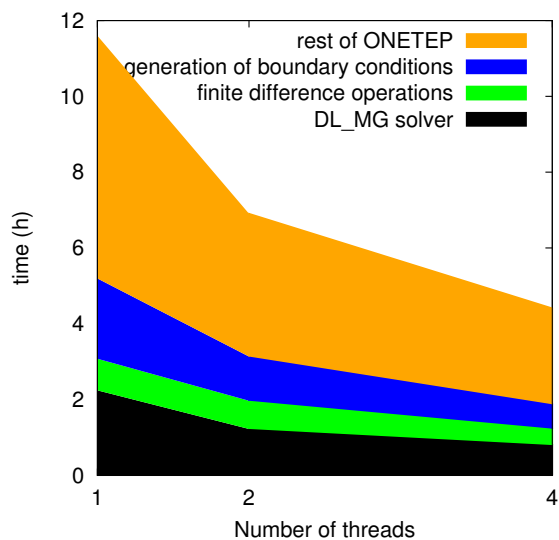 12
10
8
6
4
2
0
time (h)
rest of ONETEP
generation of boundary conditions
finite difference operations
DL_MG solver
1
2
4
Number of threads